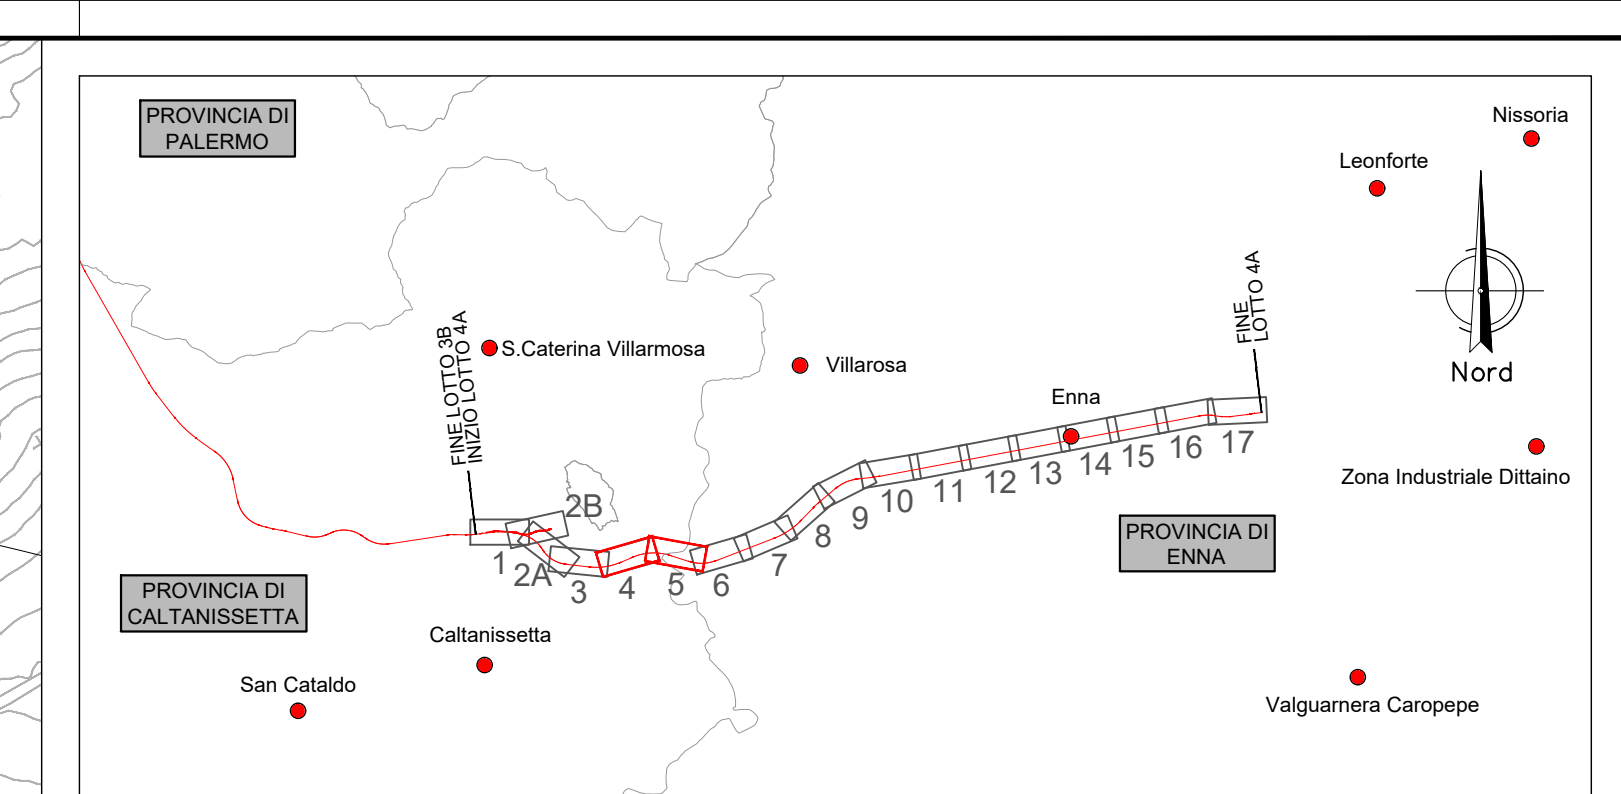 PROVINCIA DI
PALERMO
Nissoria
Leonforte
Nord
FINE
LOTTO 4A
FINE LOTTO 3B
INIZIO LOTTO 4A
S.Caterina Villarmosa
Villarosa
Enna
Zona Industriale Dittaino
1
2A
2B
3
4
5
6
7
8
9
10
11
12
13
14
15
16
17
PROVINCIA DI
ENNA
PROVINCIA DI
CALTANISSETTA
Caltanissetta
San Cataldo
Valguarnera Caropepe